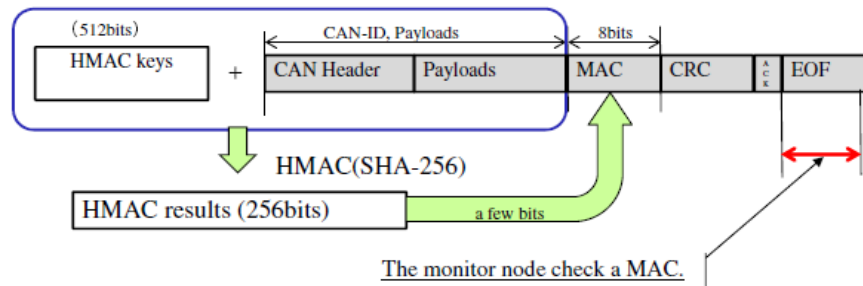 (512bits)
HMAC keys
+
CAN-ID, Payloads
8bits
CAN Header
Payloads
MAC
CRC
ACK
EOF
HMAC(SHA-256)
HMAC results (256bits)
a few bits
The monitor node check a MAC.